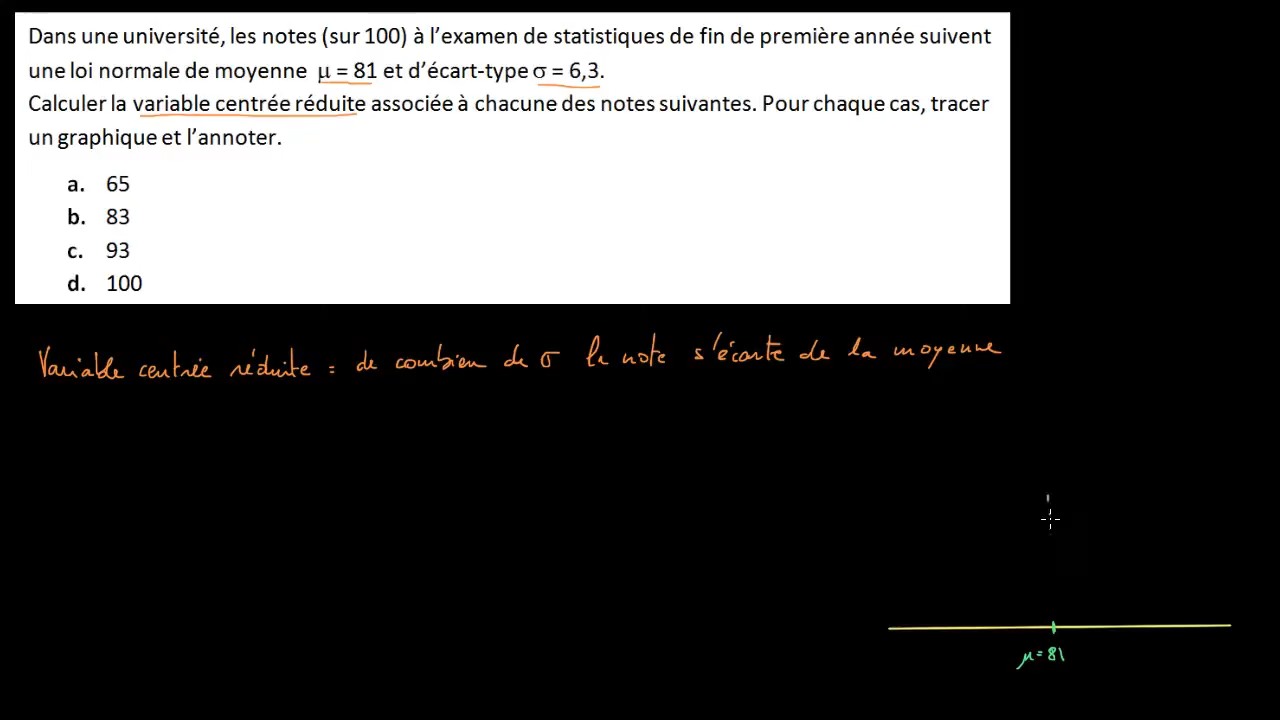 Dans une université, les notes (sur 100) à l'examen de statistiques de fin de première année suivent
une loi normale de moyenne μ = 81 et d'écart-type σ = 6,3.
Calculer la variable centrée réduite associée à chacune des notes suivantes. Pour chaque cas, tracer
un graphique et l'annoter.
a. 65
b. 83
c. 93
d. 100
Variable centrée réduite = de combien de σ la note s'écarte de la moyenne
μ = 81